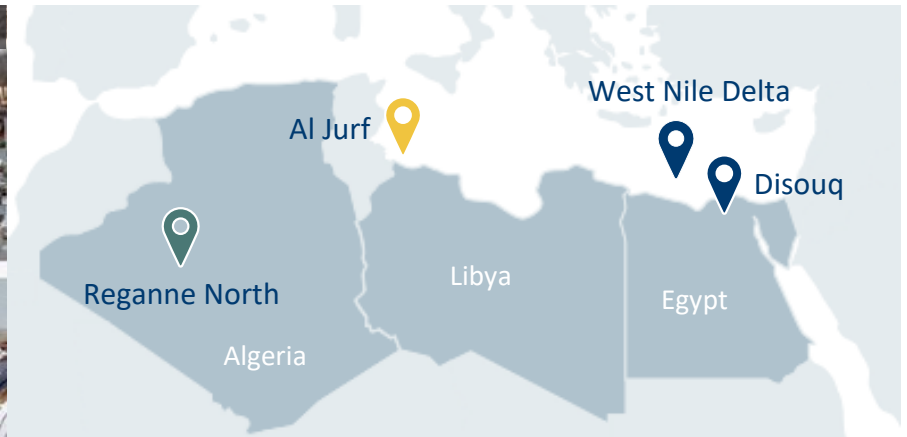 West Nile Delta
Al Jurf
Disouq
Reganne North
Libya
Egypt
Algeria